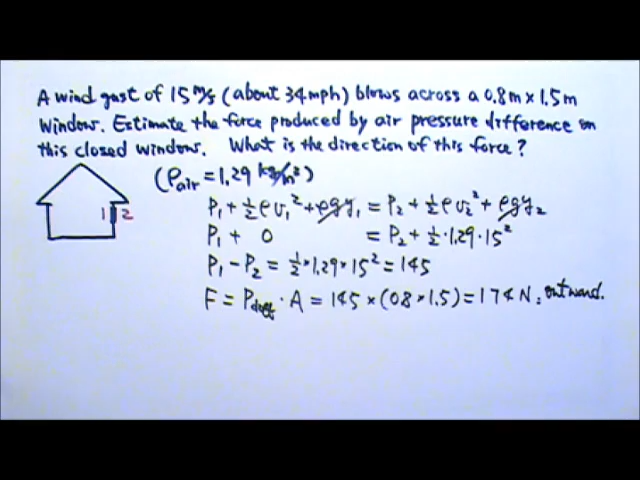 A wind gust of 15 m/s (about 34 mph) blows across a 0.8m × 1.5m
window. Estimate the force produced by air pressure difference on
this closed window. What is the direction of this force?
(ρair = 1.29 kg/m³)
1 2
P₁ + ½ρv₁² + ρgy₁ = P₂ + ½ρv₂² + ρgy₂
P₁ + 0 = P₂ + ½·1.29·15²
P₁ - P₂ = ½×1.29×15² = 145
F = Pdiff · A = 145 × (0.8 × 1.5) = 174 N, outward.